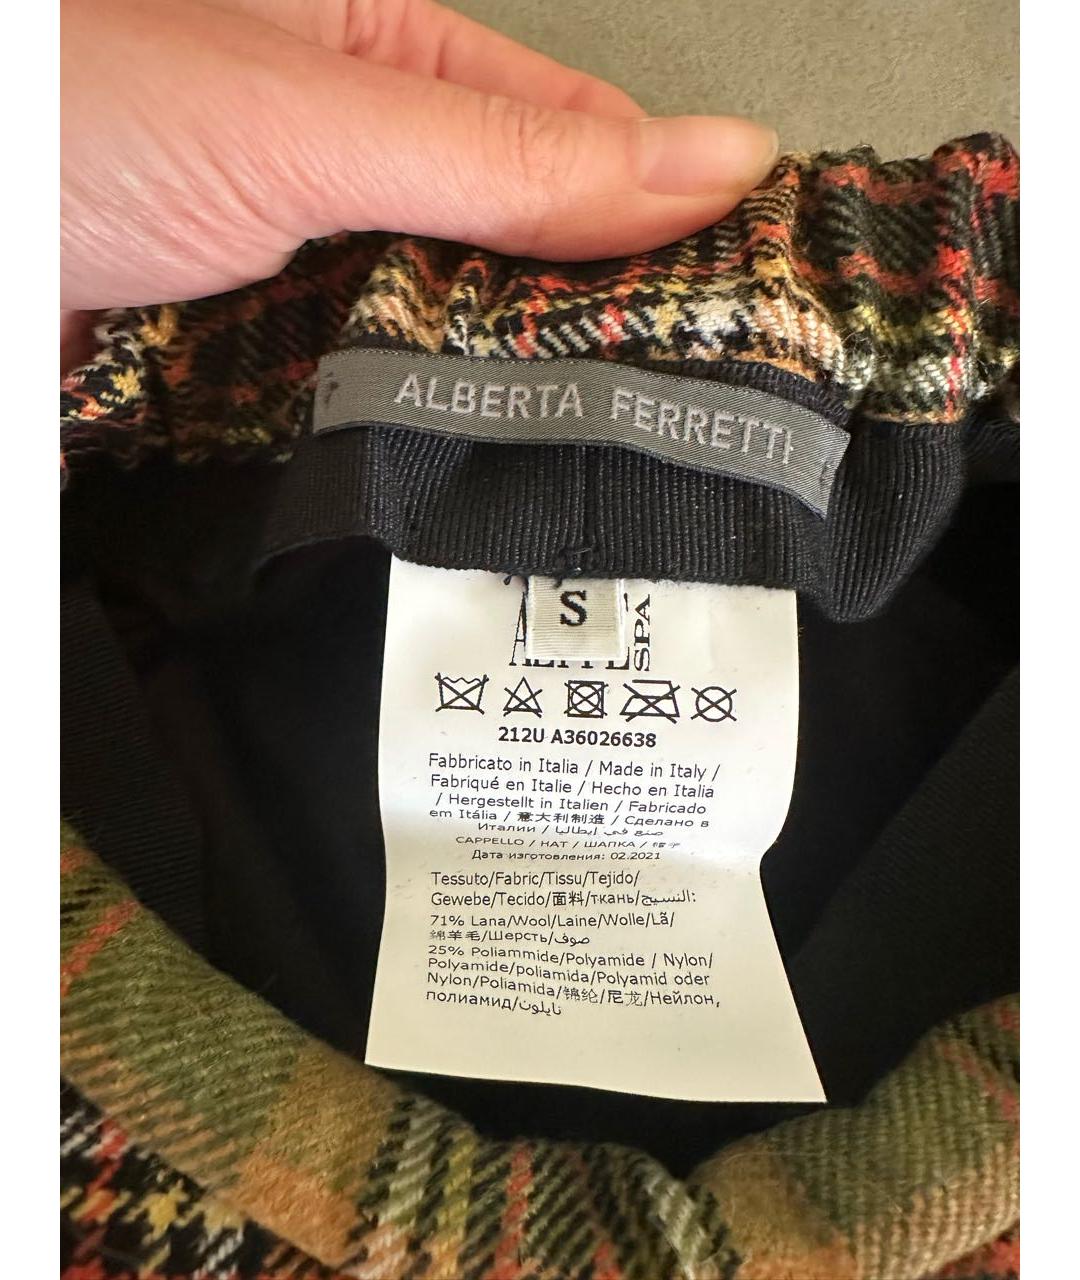 ALBERTA FERRETTI
S
SPA
212U A36026638
Fabbricato in Italia / Made in Italy /
Fabriqué en Italie / Hecho en Italia
/ Hergestellt in Italien / Fabricado
em Itália / 意大利制造 / Сделано в
Италии / صنع في إيطاليا
CAPPELLO / HAT / ШАПКА /
Дата изготовления: 02.2021
Tessuto/Fabric/Tissu/Tejido/
Gewebe/Tecido/面料/ткань/النسيج:
71% Lana/Wool/Laine/Wolle/Lã/
绵羊毛/Шерсть/صوف
25% Poliammide/Polyamide / Nylon/
Polyamide/poliamida/Polyamid oder
Nylon/Poliamida/锦纶/尼龙/Нейлон,
полиамид/نايلون